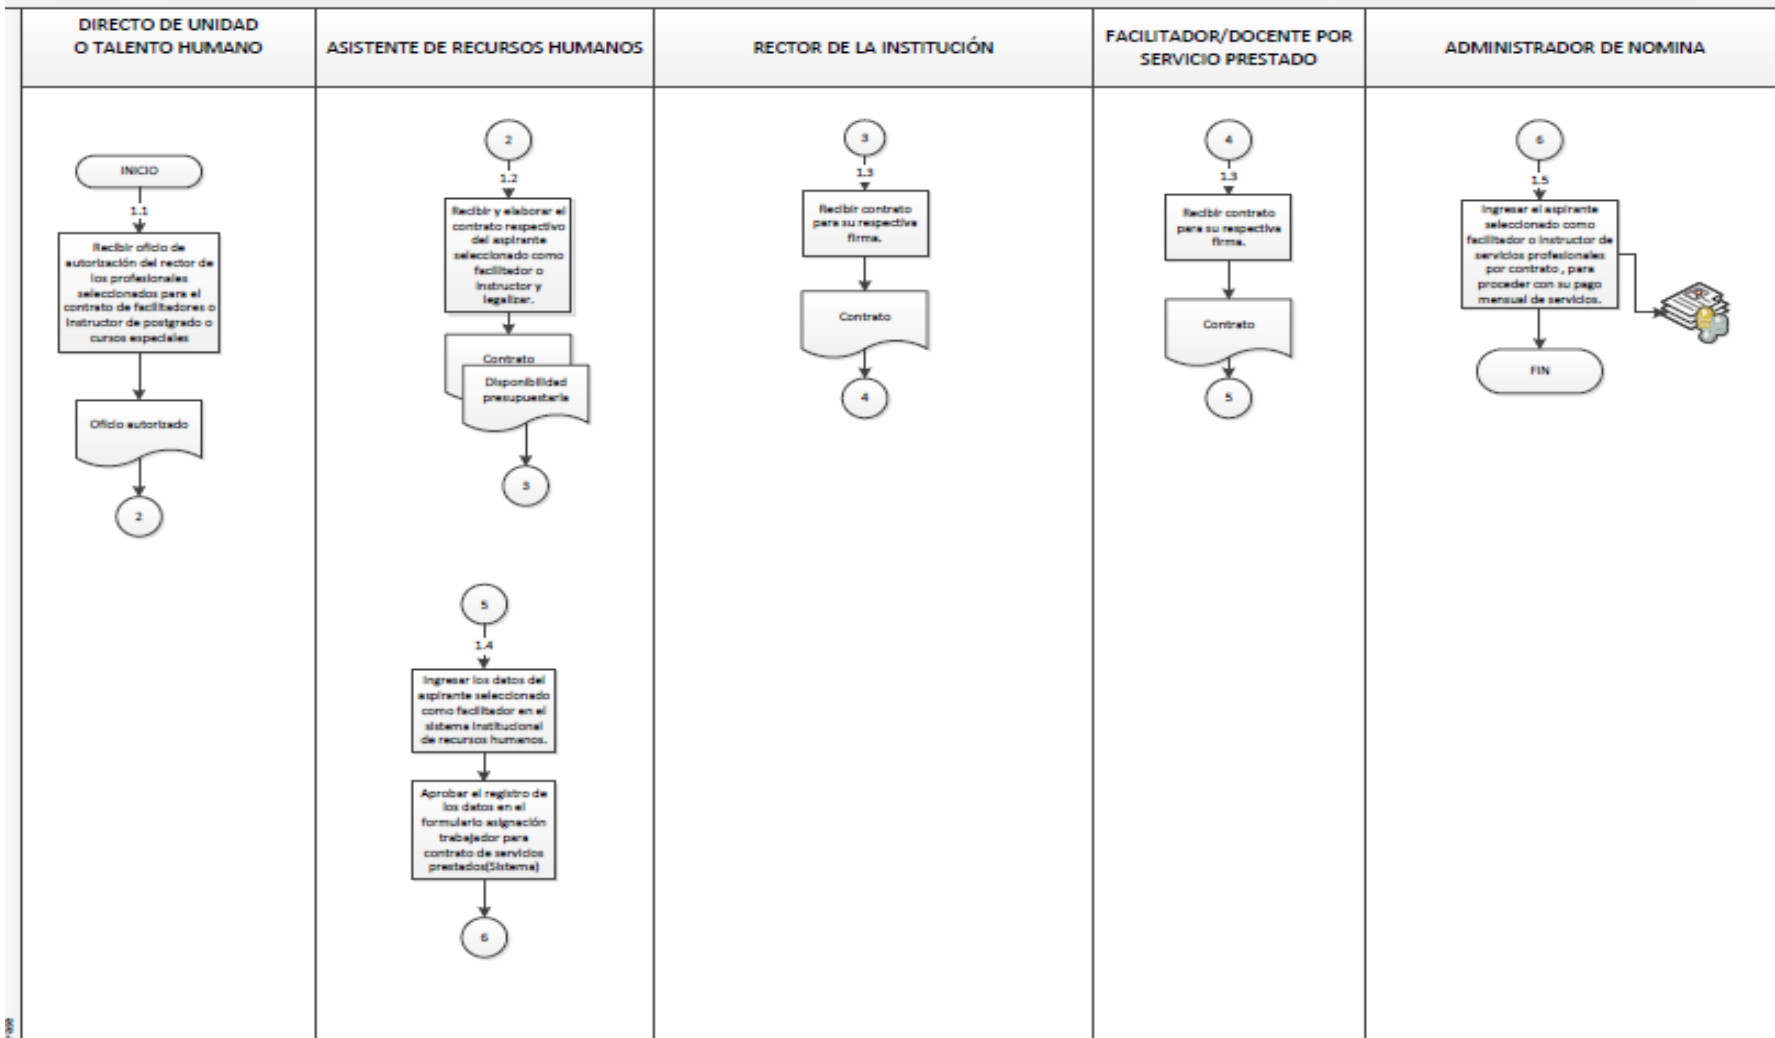 DIRECTO DE UNIDAD
O TALENTO HUMANO
ASISTENTE DE RECURSOS HUMANOS
RECTOR DE LA INSTITUCIÓN
FACILITADOR/DOCENTE POR
SERVICIO PRESTADO
ADMINISTRADOR DE NOMINA
INICIO
1.1
Recibir oficio de
autorización del rector de
los profesionales
seleccionados para el
contrato de facilitadores o
Instructor de postgrado o
cursos especiales
Oficio autorizado
2
2
1.2
Recibir y elaborar el
contrato respectivo
del aspirante
seleccionado como
facilitador o
Instructor y
legalizar.
Contrato
Disponibilidad
presupuestaria
3
5
1.4
Ingresar los datos del
aspirante seleccionado
como facilitador en el
sistema institucional
de recursos humanos.
Aprobar el registro de
los datos en el
formulario asignación
trabajador para
contrato de servicios
prestados(Sistema)
6
3
1.3
Recibir contrato
para su respectiva
firma.
Contrato
4
4
1.3
Recibir contrato
para su respectiva
firma.
Contrato
5
6
1.5
Ingresar el aspirante
seleccionado como
facilitador o instructor de
servicios profesionales
por contrato , para
proceder con su pago
mensual de servicios.
FIN
Fase